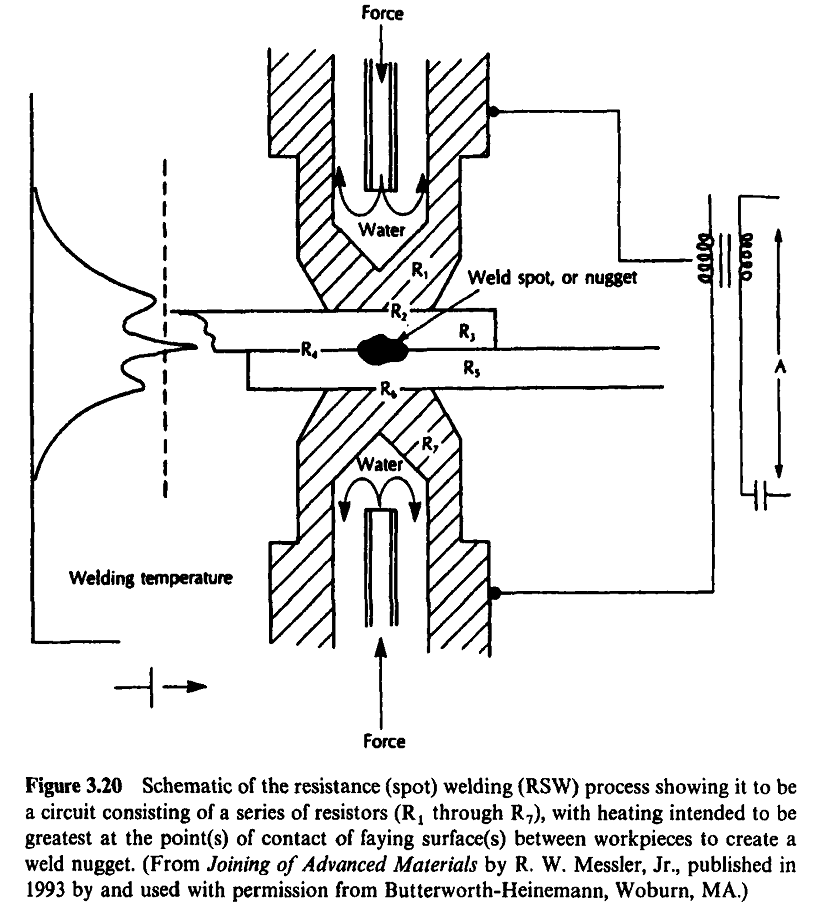 Force
Water
R₁
Weld spot, or nugget
R₂
R₃
R₄
R₅
A
R₆
R₇
Water
Welding temperature
Force
Figure 3.20 Schematic of the resistance (spot) welding (RSW) process showing it to be
a circuit consisting of a series of resistors (R₁ through R₇), with heating intended to be
greatest at the point(s) of contact of faying surface(s) between workpieces to create a
weld nugget. (From Joining of Advanced Materials by R. W. Messler, Jr., published in
1993 by and used with permission from Butterworth-Heinemann, Woburn, MA.)